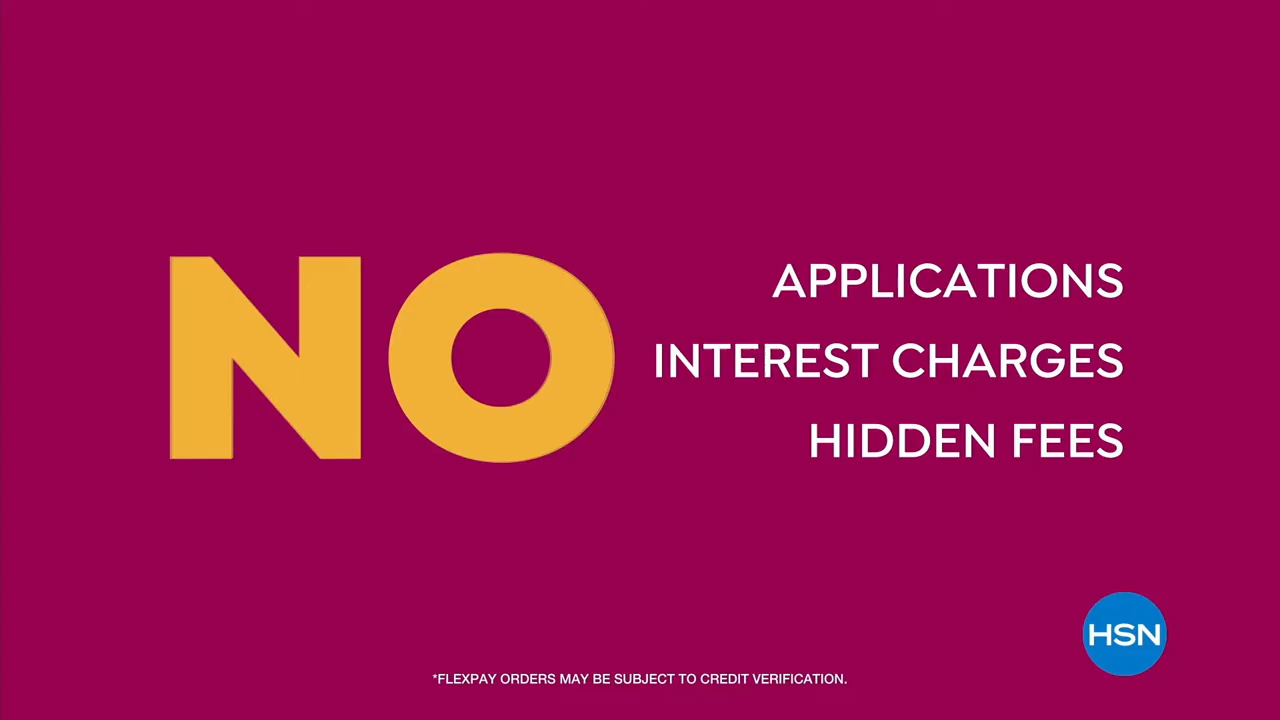 NO
APPLICATIONS
INTEREST CHARGES
HIDDEN FEES
HSN
*FLEXPAY ORDERS MAY BE SUBJECT TO CREDIT VERIFICATION.